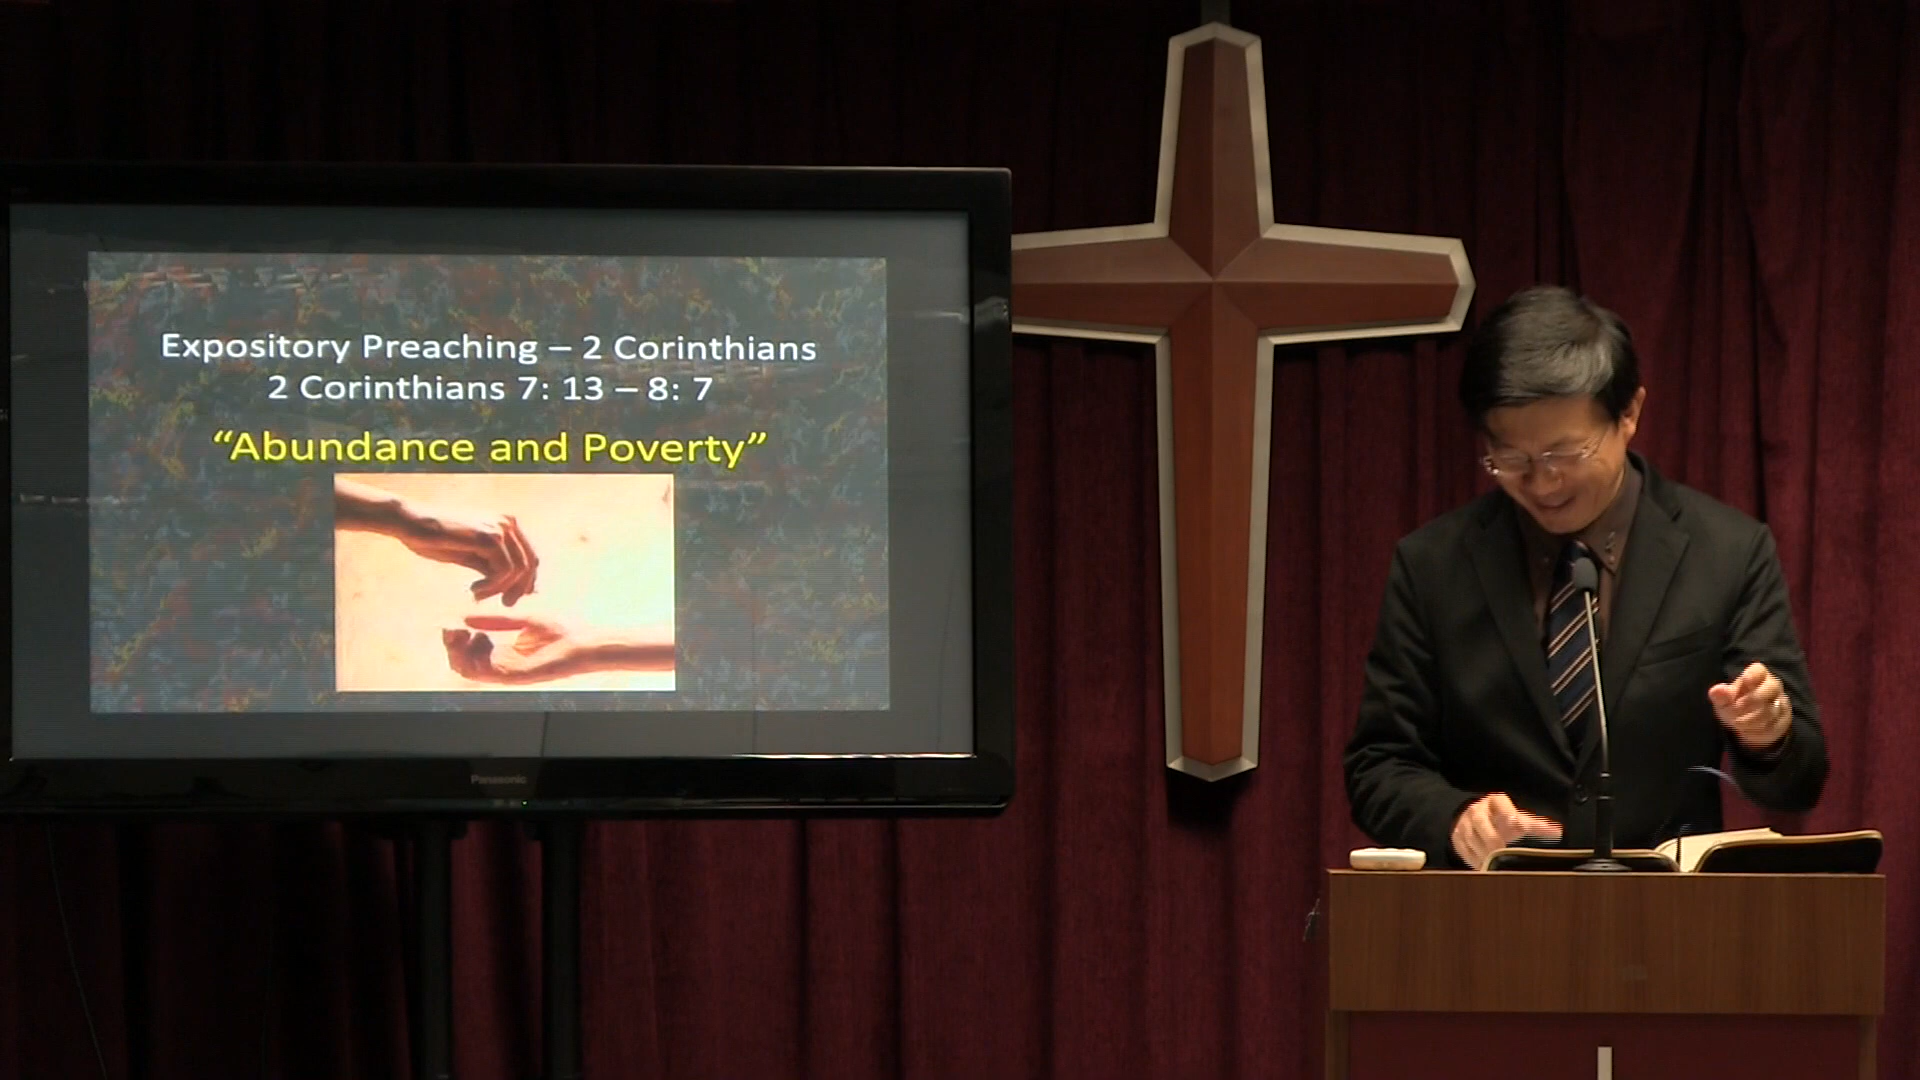 Expository Preaching – 2 Corinthians
2 Corinthians 7: 13 – 8: 7
“Abundance and Poverty”
Panasonic